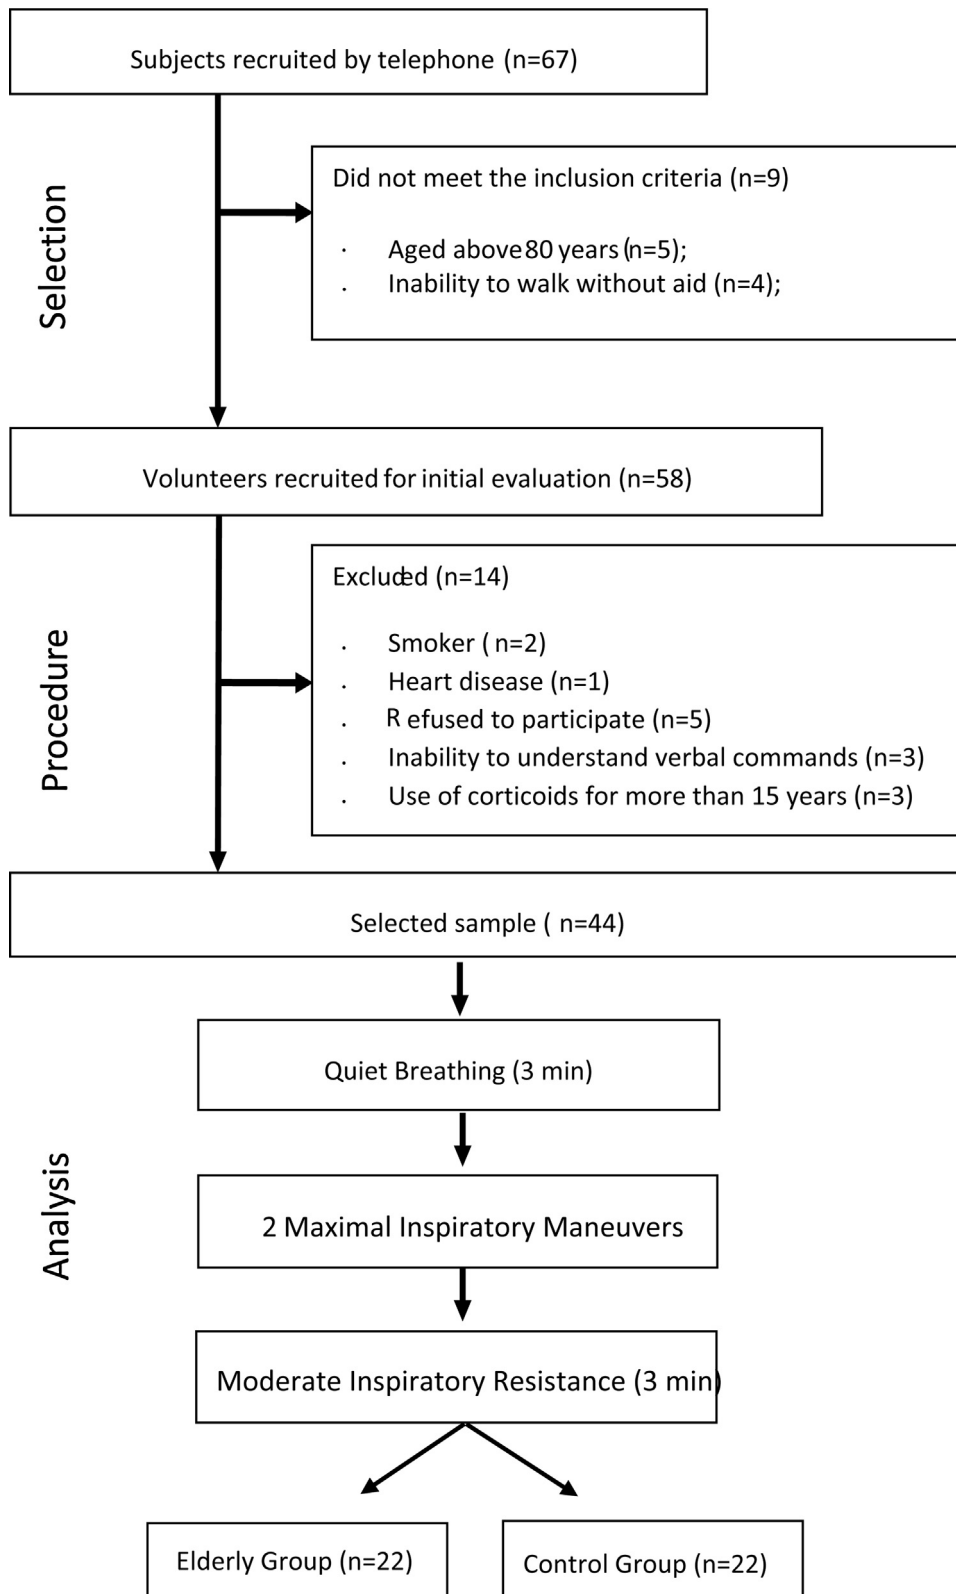 Subjects recruited by telephone (n=67)
Selection
Did not meet the inclusion criteria (n=9)
· Aged above 80 years (n=5);
· Inability to walk without aid (n=4);
Volunteers recruited for initial evaluation (n=58)
Procedure
Excluded (n=14)
· Smoker ( n=2)
· Heart disease (n=1)
· R efused to participate (n=5)
· Inability to understand verbal commands (n=3)
· Use of corticoids for more than 15 years (n=3)
Selected sample ( n=44)
Analysis
Quiet Breathing (3 min)
2 Maximal Inspiratory Maneuvers
Moderate Inspiratory Resistance (3 min)
Elderly Group (n=22)
Control Group (n=22)